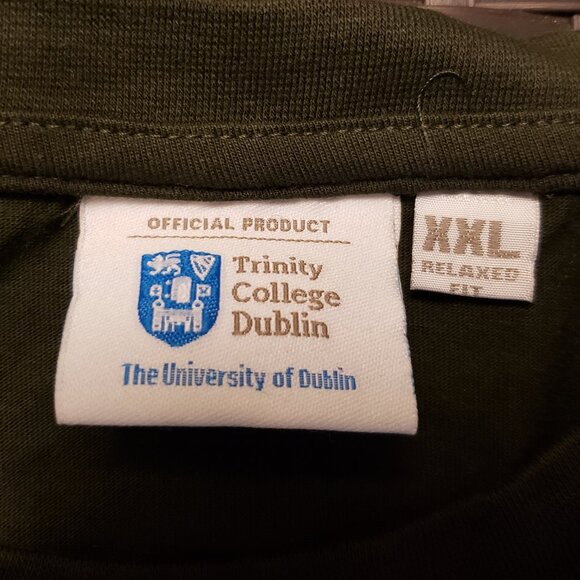 OFFICIAL PRODUCT
Trinity
College
Dublin
The University of Dublin
XXL
RELAXED
FIT